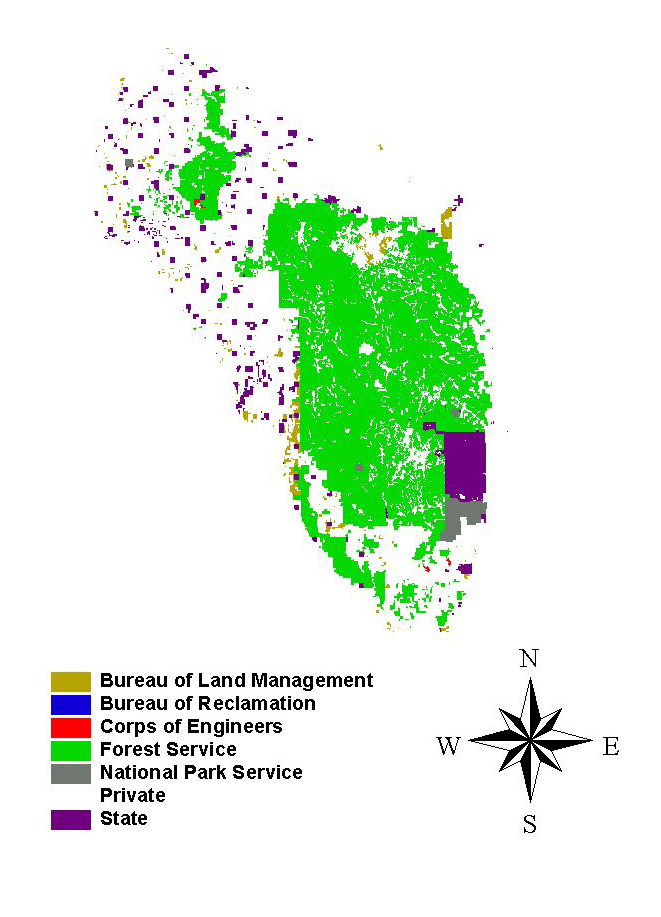 N
W E
S
Bureau of Land Management
Bureau of Reclamation
Corps of Engineers
Forest Service
National Park Service
Private
State